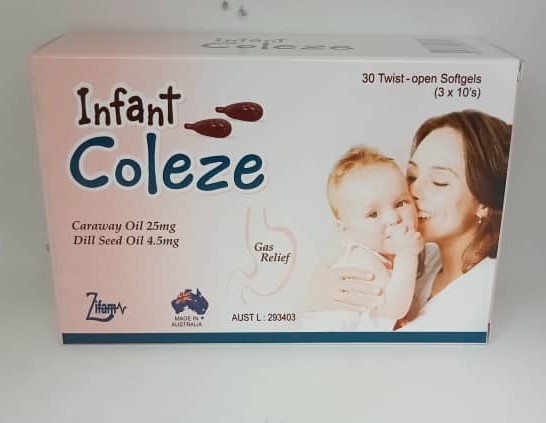 Infant
Coleze
30 Twist-open Softgels
(3 x 10's)
Infant
Coleze
Caraway Oil 25mg
Dill Seed Oil 4.5mg
Gas
Relief
Zifam
MADE IN
AUSTRALIA
AUST L : 293403